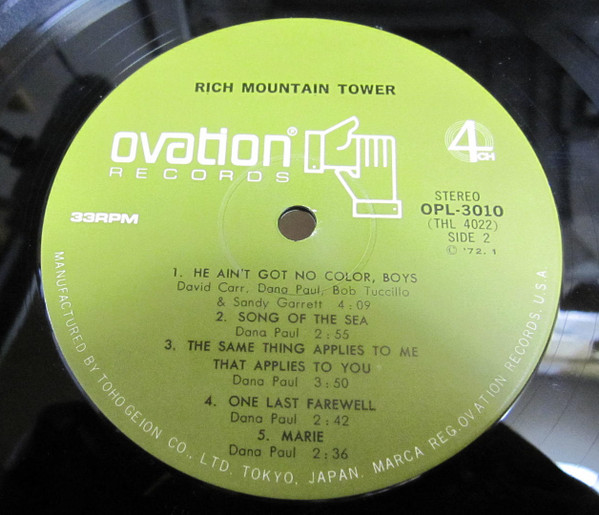 RICH MOUNTAIN TOWER
ovation®
RECORDS
4CH
33RPM
STEREO
OPL-3010
(THL 4022)
SIDE 2
© '72.1
1. HE AIN'T GOT NO COLOR, BOYS
David Carr, Dana Paul, Bob Tuccillo
& Sandy Garrett 4:09
2. SONG OF THE SEA
Dana Paul 2:55
3. THE SAME THING APPLIES TO ME
THAT APPLIES TO YOU
Dana Paul 3:50
4. ONE LAST FAREWELL
Dana Paul 2:42
5. MARIE
Dana Paul 2:36
MANUFACTURED BY TOHO GEION CO., LTD. TOKYO, JAPAN. MARCA REG. OVATION RECORDS. U.S.A.